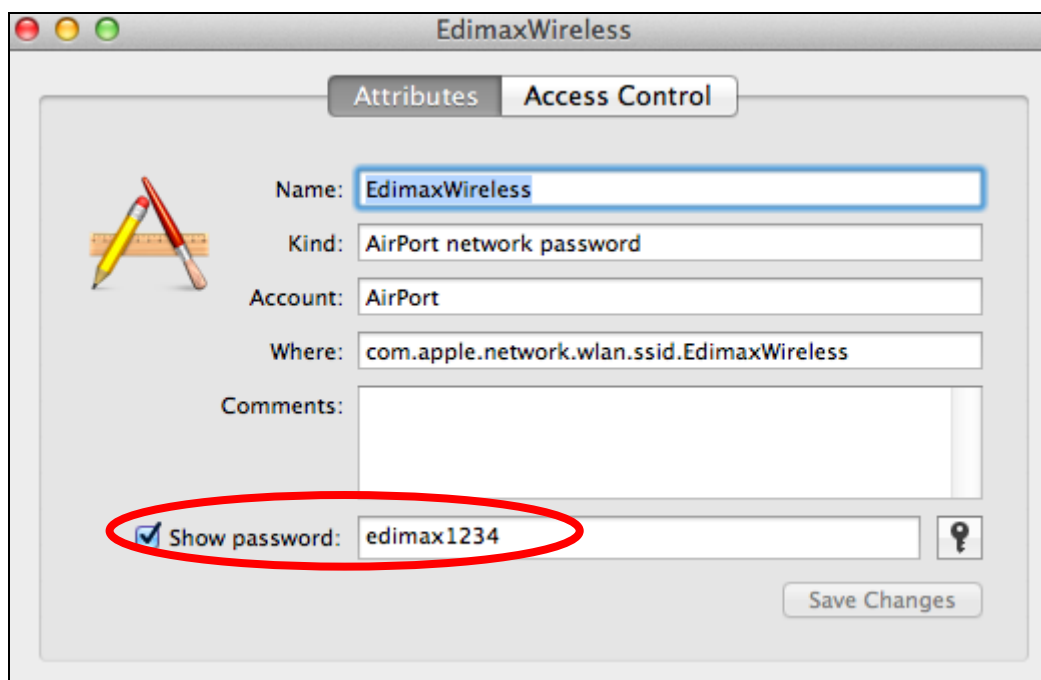 EdimaxWireless
Attributes Access Control
Name: EdimaxWireless
Kind: AirPort network password
Account: AirPort
Where: com.apple.network.wlan.ssid.EdimaxWireless
Comments:
Show password: edimax1234
Save Changes